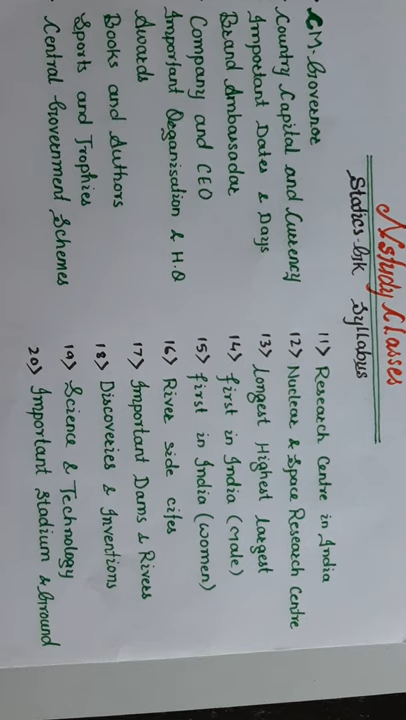 N study Classes
Statics-Gk Syllabus
CM. Governor
Country Capital and Currency
Important Dates & Days
Brand Ambassador
Company and CEO
Important Organisation & H.Q
Awards
Books and Authors
Sports and Trophies
Central Government Schemes
11) Research Centre in India
12) Nuclear & Space Research Centre
13) Longest Highest Largest
14) First in India (Male)
15) First in India (Women)
16) River side cites
17) Important Dams & Rivers
18) Discoveries & Inventions
19) Science & Technology
20) Important Stadium & Ground